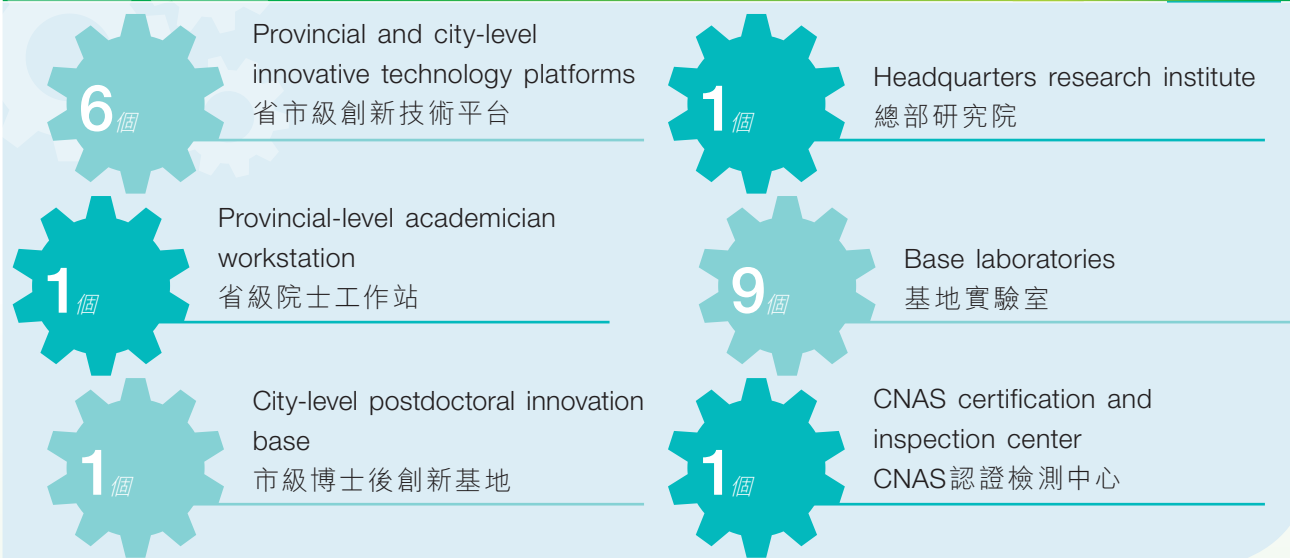 6個
Provincial and city-level
innovative technology platforms
省市級創新技術平台
1個
Headquarters research institute
總部研究院
1個
Provincial-level academician
workstation
省級院士工作站
9個
Base laboratories
基地實驗室
1個
City-level postdoctoral innovation
base
市級博士後創新基地
1個
CNAS certification and
inspection center
CNAS認證檢測中心